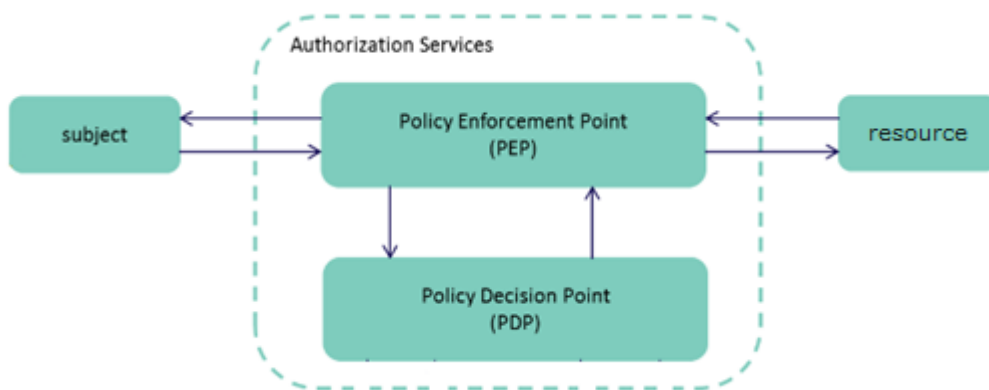 Authorization Services
subject
Policy Enforcement Point
(PEP)
resource
Policy Decision Point
(PDP)